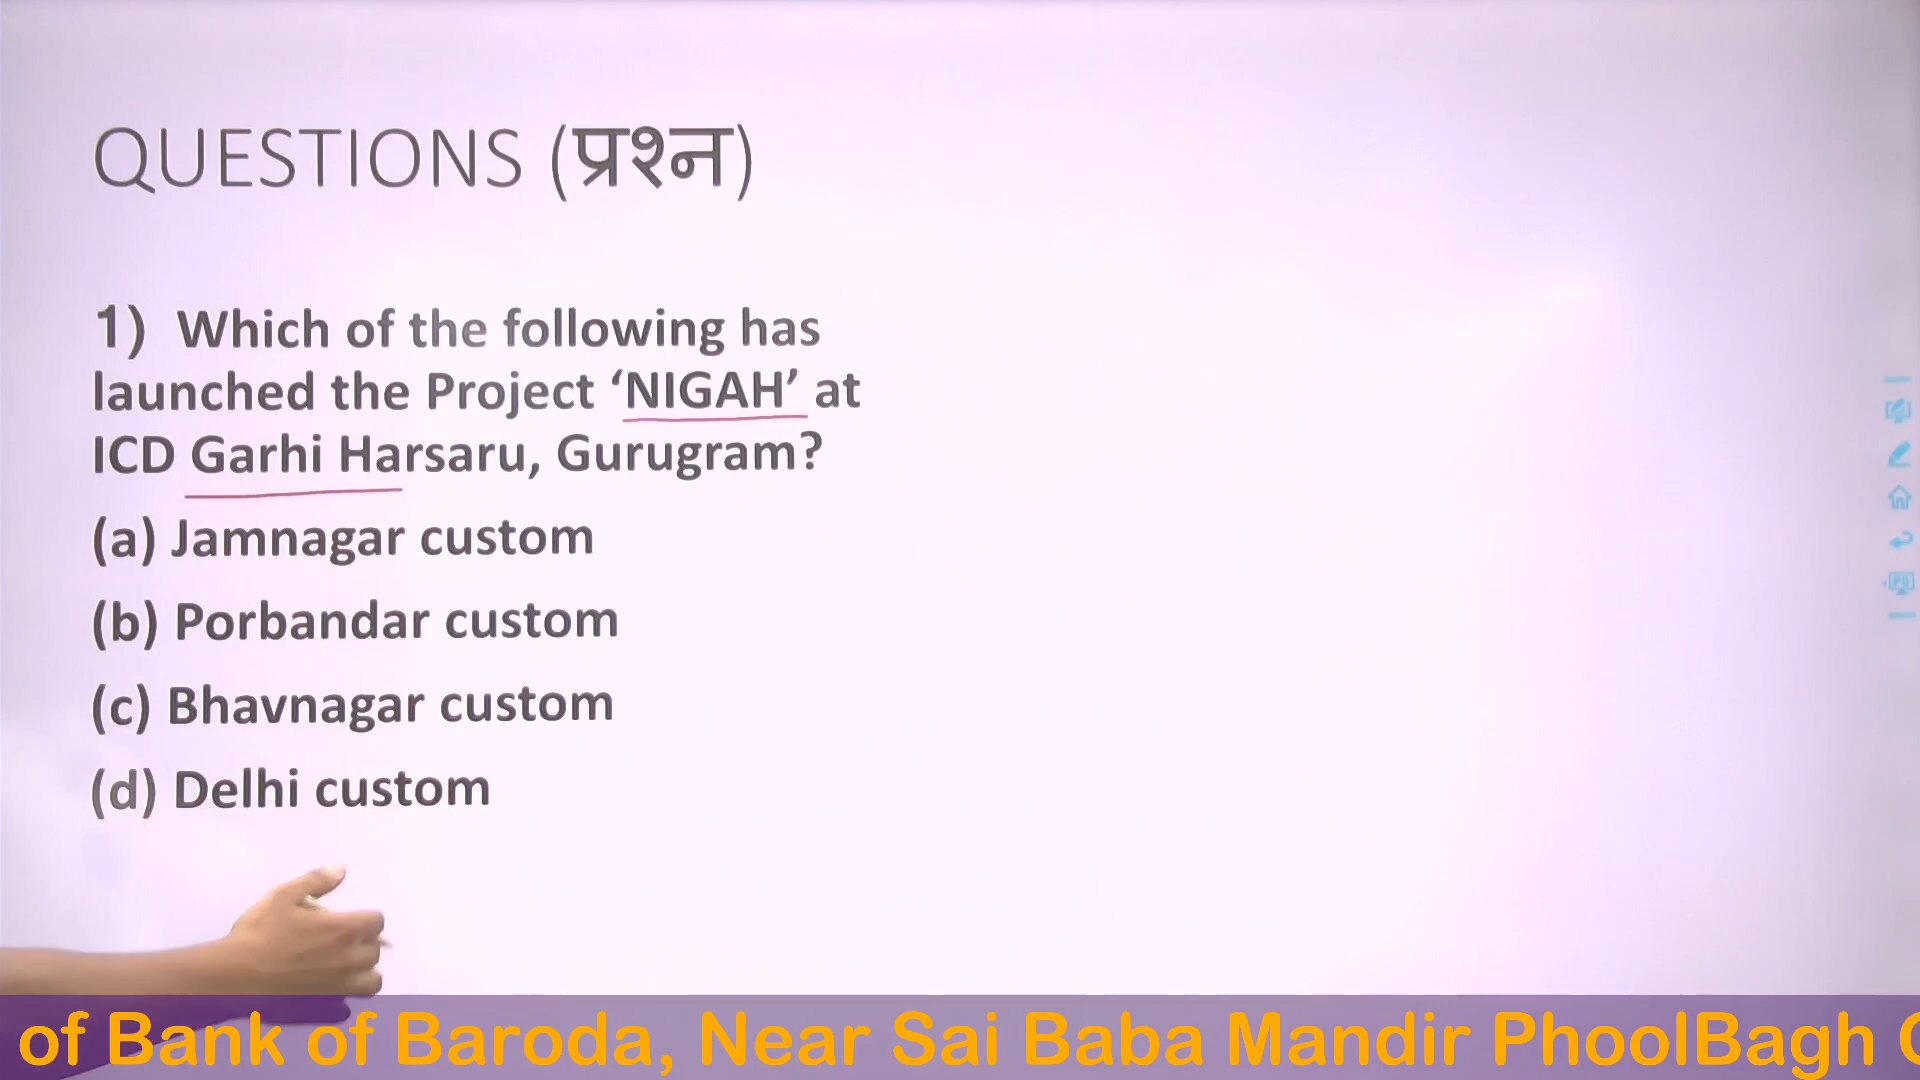 QUESTIONS (प्रश्न)
1) Which of the following has
launched the Project ‘NIGAH’ at
ICD Garhi Harsaru, Gurugram?
(a) Jamnagar custom
(b) Porbandar custom
(c) Bhavnagar custom
(d) Delhi custom
of Bank of Baroda, Near Sai Baba Mandir PhoolBagh